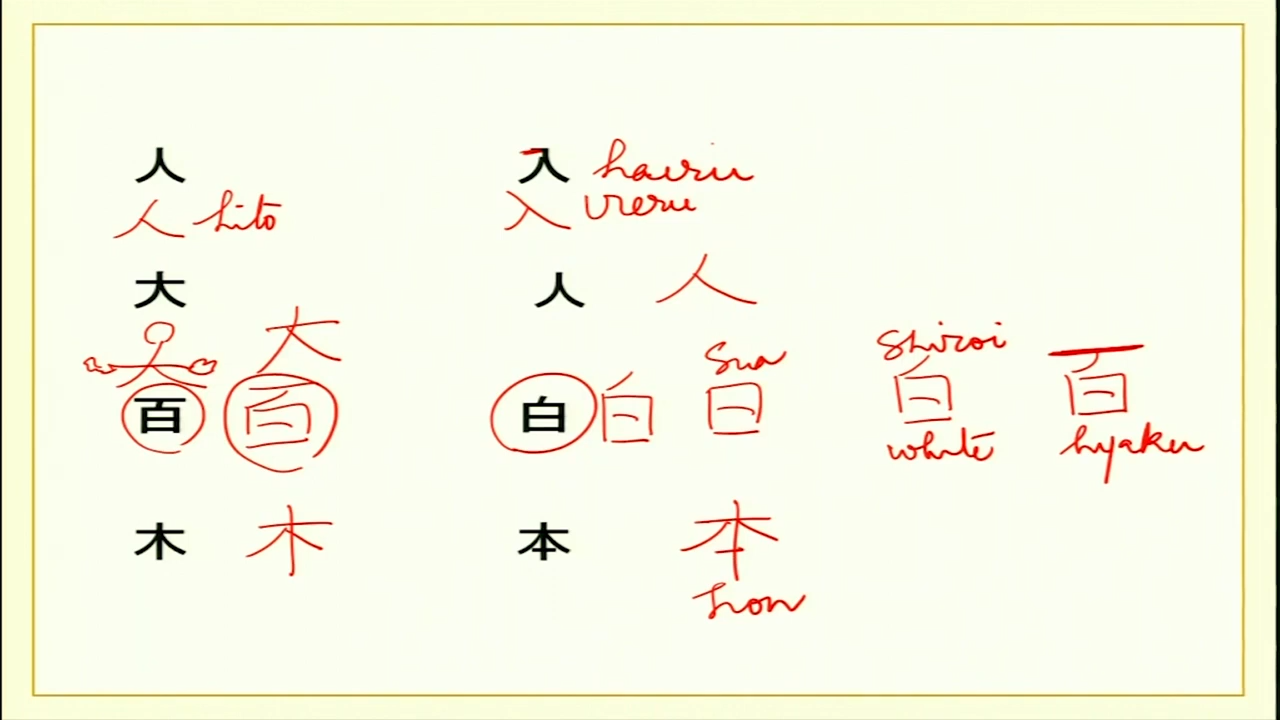 人 入 hairu
人 hito 入 ireru
大 人 人
大
Sun Shiroi
百 百 白 白 日 白 百
white hyaku
木 木 本 本
hon